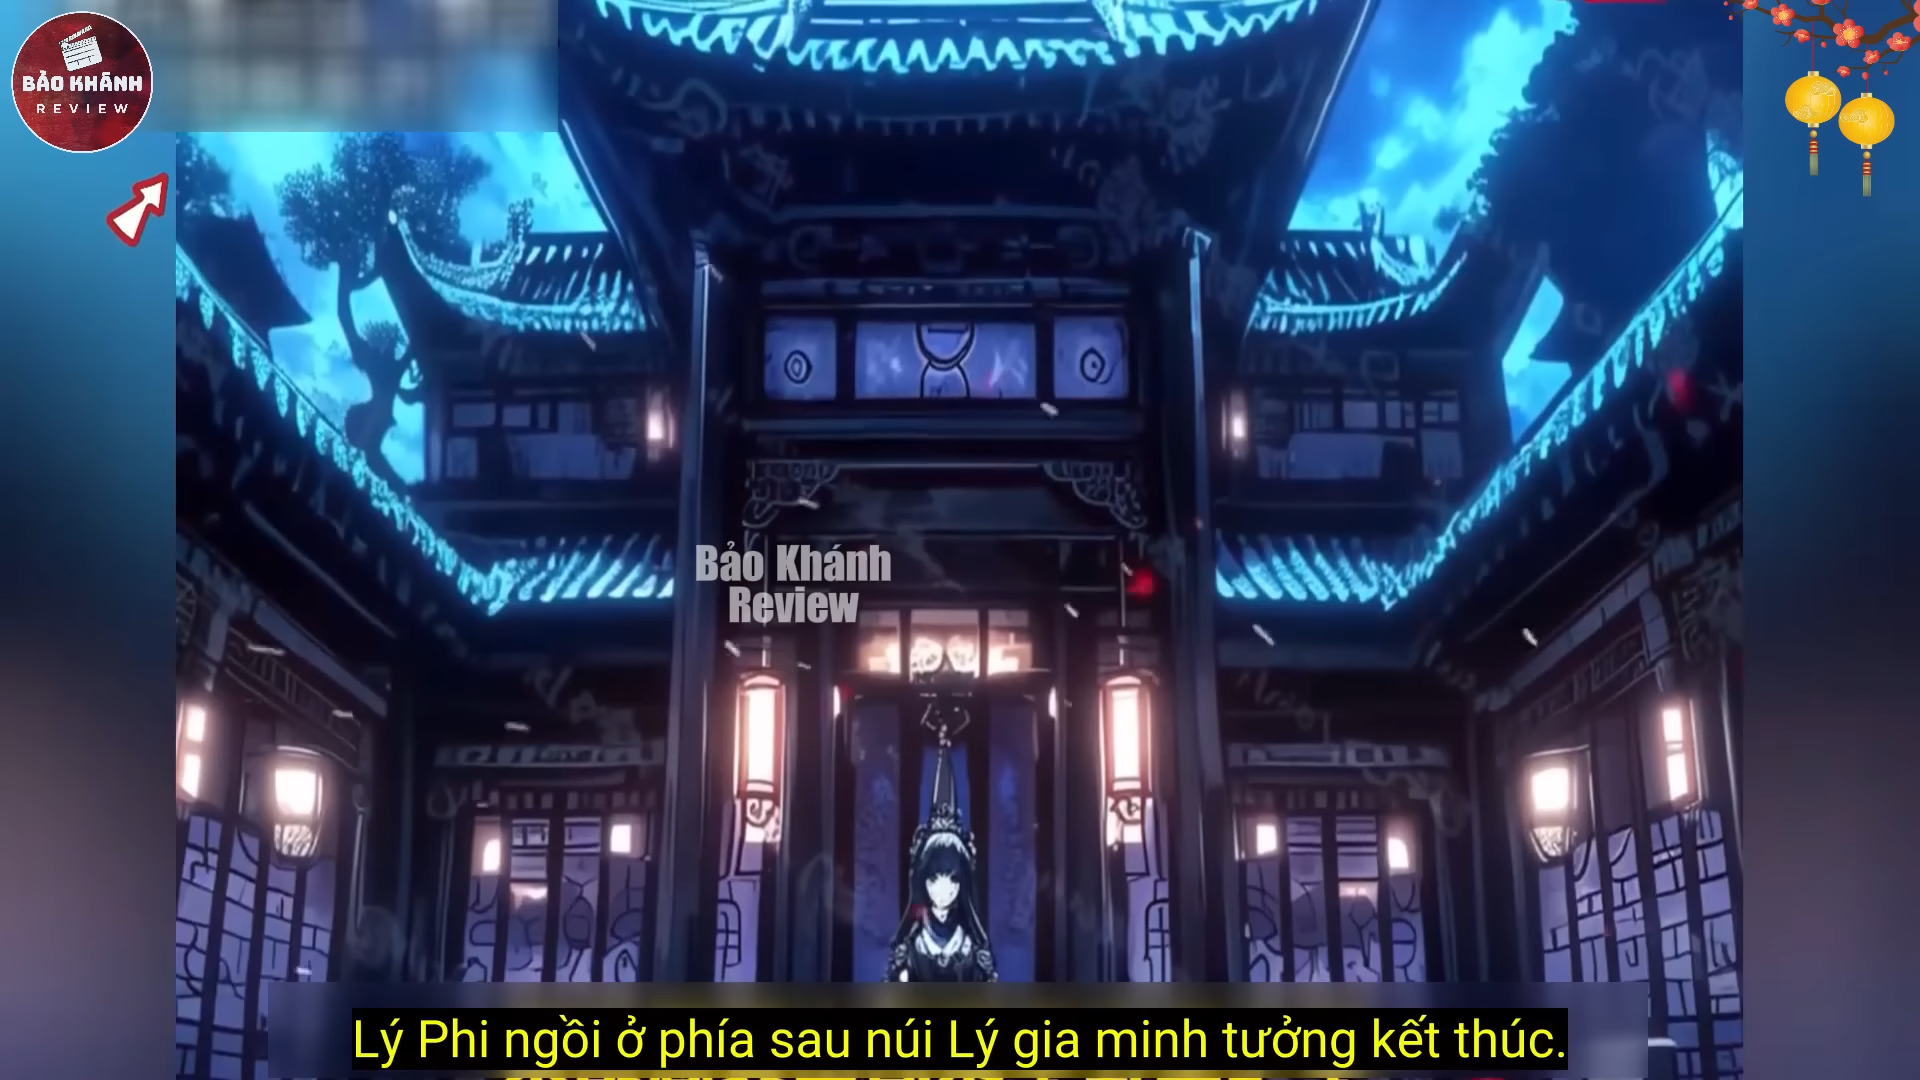 BẢO KHÁNH
REVIEW
Bảo Khánh
Review
Lý Phi ngồi ở phía sau núi Lý gia minh tưởng kết thúc.